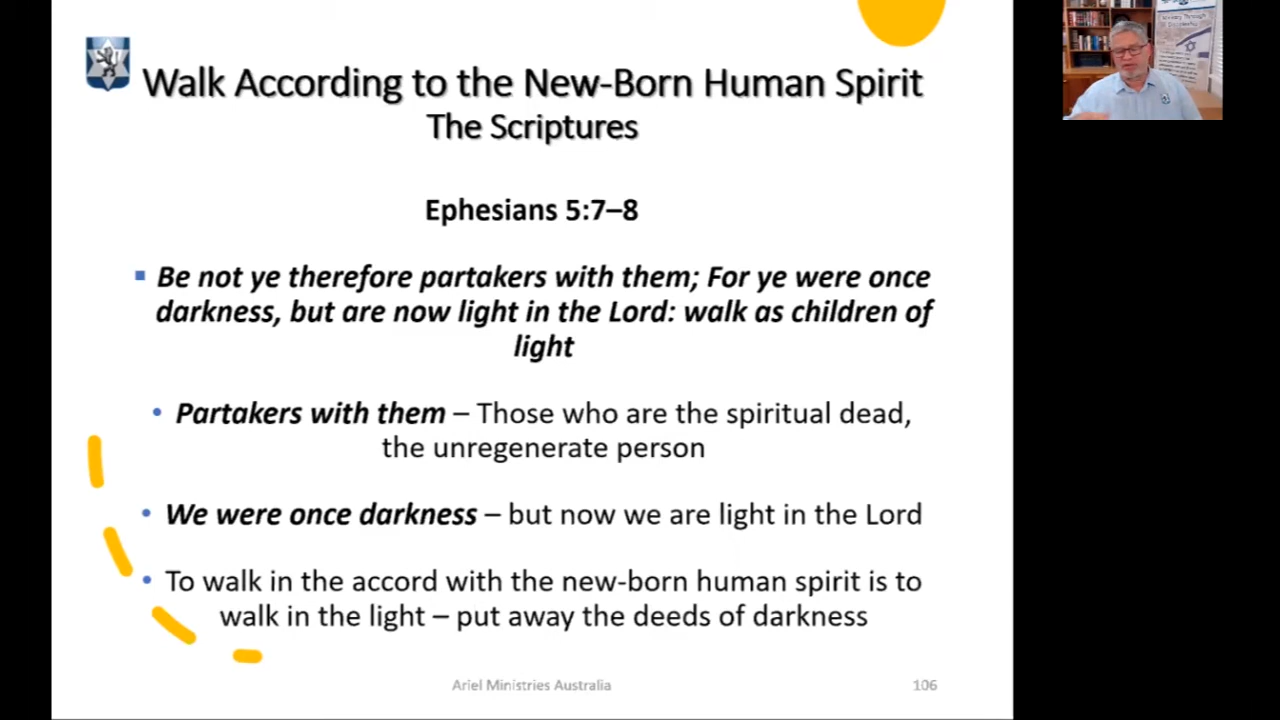 Walk According to the New-Born Human Spirit
The Scriptures
Ephesians 5:7–8
Be not ye therefore partakers with them; For ye were once
darkness, but are now light in the Lord: walk as children of
light
Partakers with them – Those who are the spiritual dead,
the unregenerate person
We were once darkness – but now we are light in the Lord
To walk in the accord with the new-born human spirit is to
walk in the light – put away the deeds of darkness
Ariel Ministries Australia
106